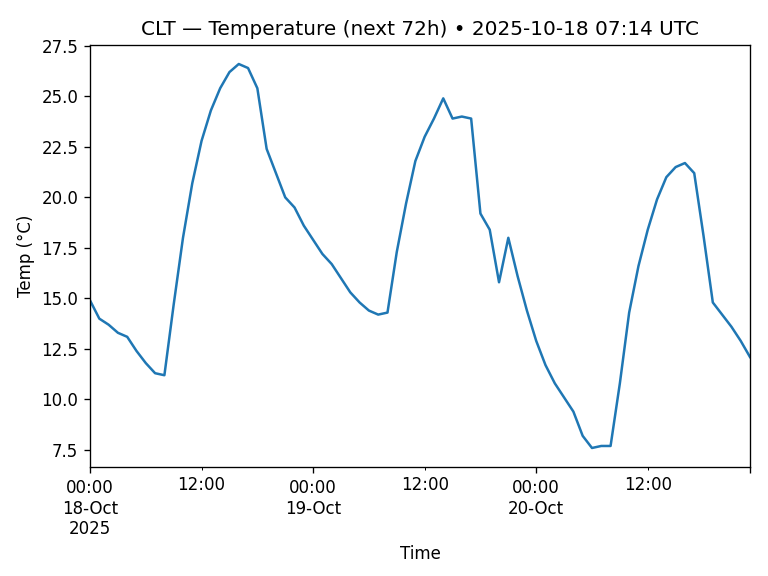 CLT — Temperature (next 72h) • 2025-10-18 07:14 UTC
27.5
25.0
22.5
20.0
17.5
15.0
12.5
10.0
7.5
Temp (°C)
00:00 12:00 00:00 12:00 00:00 12:00
18-Oct 19-Oct 20-Oct
2025
Time